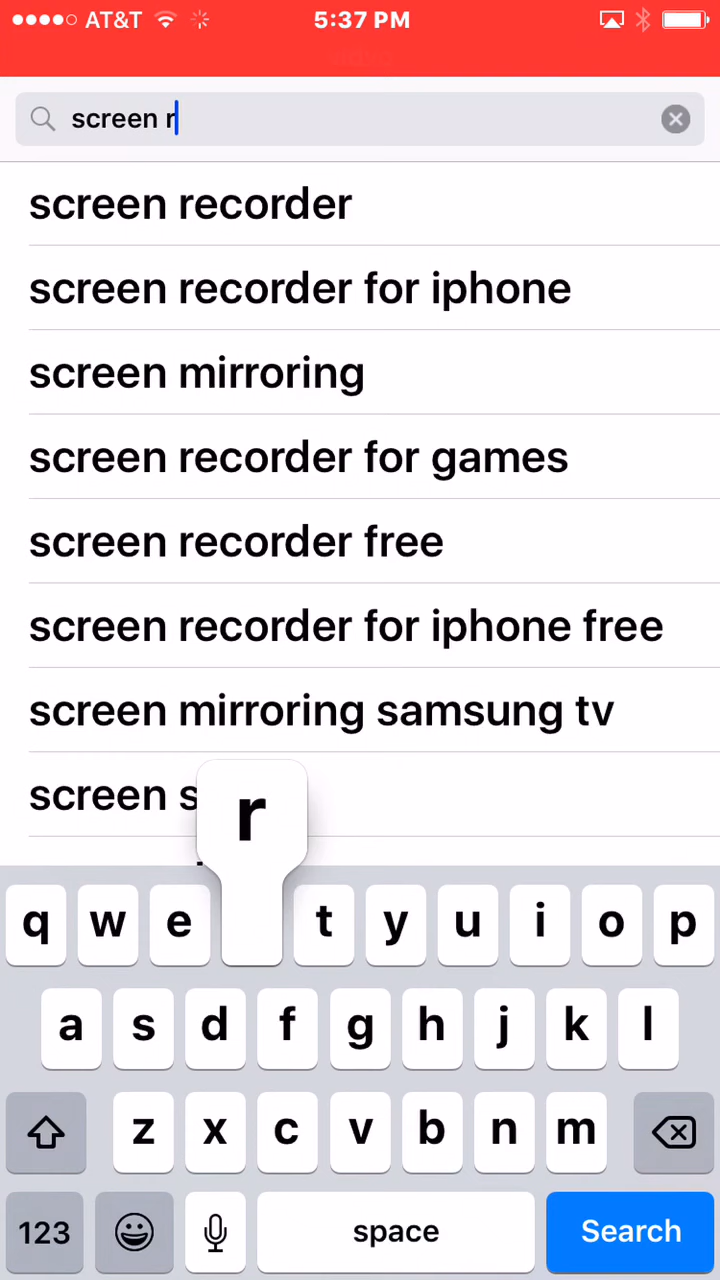 AT&T 5:37 PM
screen r
screen recorder
screen recorder for iphone
screen mirroring
screen recorder for games
screen recorder free
screen recorder for iphone free
screen mirroring samsung tv
screen s
r
q w e t y u i o p
a s d f g h j k l
z x c v b n m
123 space Search